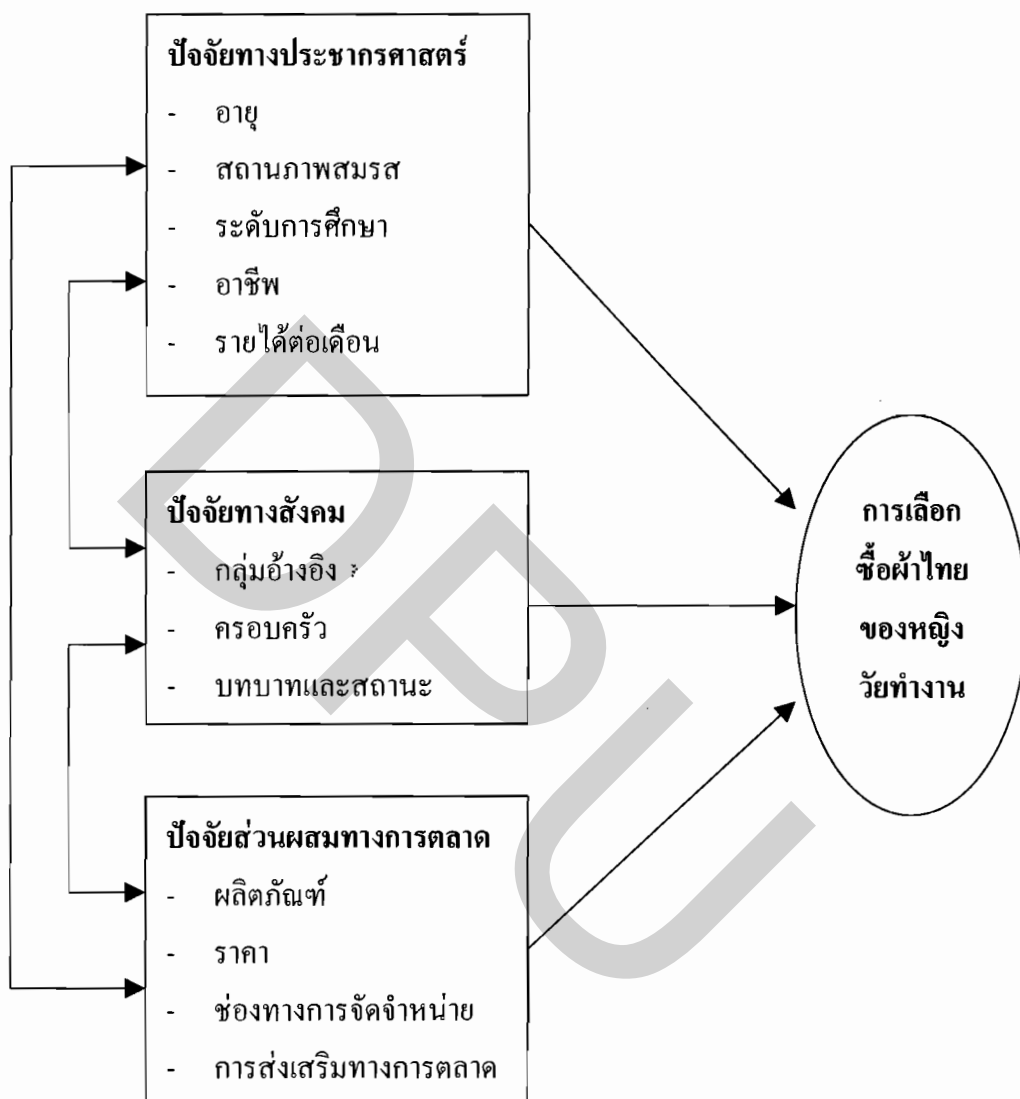 ปัจจัยทางประชากรศาสตร์
- อายุ
- สถานภาพสมรส
- ระดับการศึกษา
- อาชีพ
- รายได้ต่อเดือน
ปัจจัยทางสังคม
- กลุ่มอ้างอิง
- ครอบครัว
- บทบาทและสถานะ
ปัจจัยส่วนผสมทางการตลาด
- ผลิตภัณฑ์
- ราคา
- ช่องทางการจัดจำหน่าย
- การส่งเสริมทางการตลาด
การเลือก
ซื้อผ้าไทย
ของหญิง
วัยทำงาน
DPU